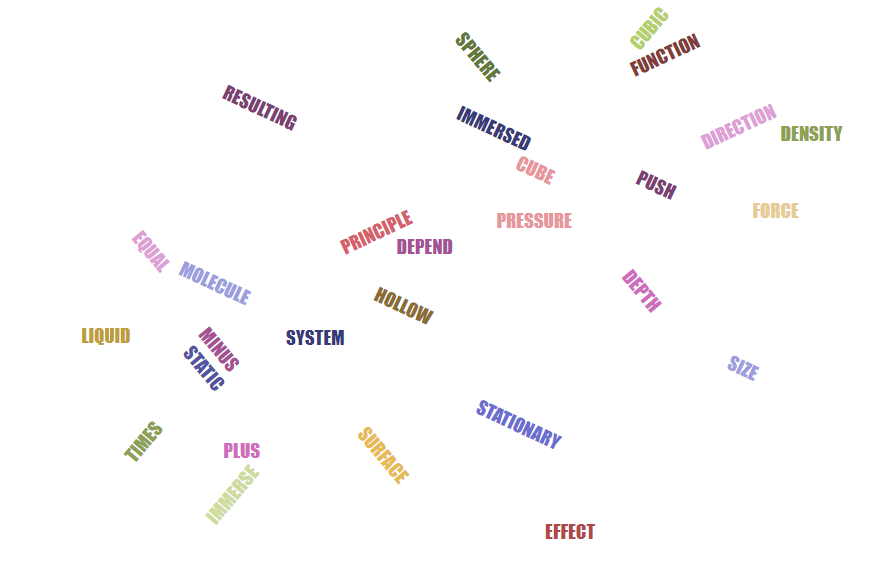 CUBIC
SPHERE
FUNCTION
RESULTING
IMMERSED
DIRECTION
DENSITY
CUBE
PUSH
PRESSURE
FORCE
PRINCIPLE
DEPEND
EQUAL
MOLECULE
DEPTH
HOLLOW
LIQUID
SYSTEM
MINUS
STATIC
SIZE
STATIONARY
TIMES
PLUS
SURFACE
IMMERSE
EFFECT